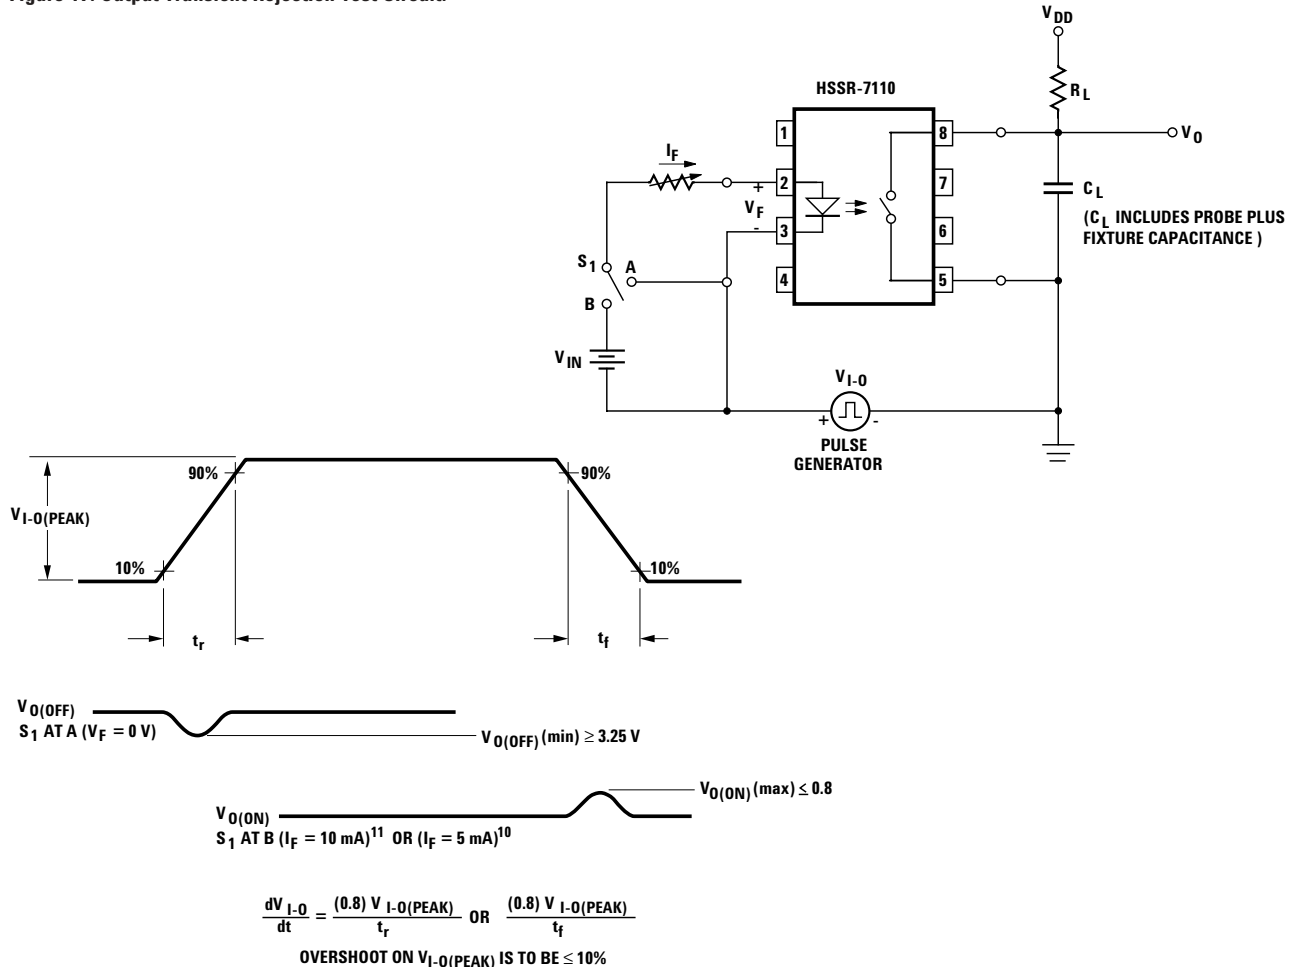 V DD
R L
HSSR-7110
1
8
V O
I F
2
7
+
V F
-
C L
(C L INCLUDES PROBE PLUS
FIXTURE CAPACITANCE )
3
6
S 1
A
4
5
B
V IN
V I-O
+
-
PULSE
GENERATOR
90%
90%
V I-O(PEAK)
10%
10%
t r
t f
V O(OFF)
S 1 AT A (V F = 0 V)
V O(OFF) (min) ≥ 3.25 V
V O(ON) (max) ≤ 0.8
V O(ON)
S 1 AT B (I F = 10 mA) 11 OR (I F = 5 mA) 10
dV I-O / dt = (0.8) V I-O(PEAK) / t r OR (0.8) V I-O(PEAK) / t f
OVERSHOOT ON V I-O(PEAK) IS TO BE ≤ 10%